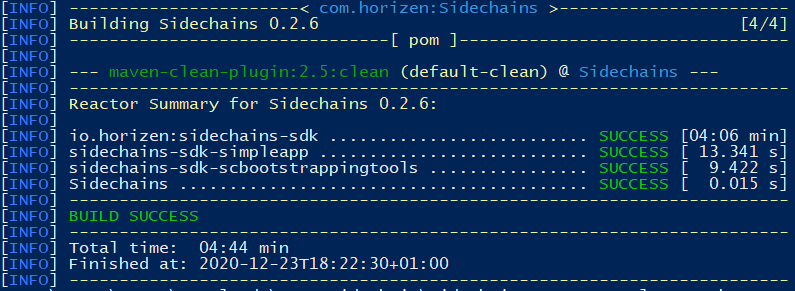 [INFO] -----------------------< com.horizen:Sidechains >-----------------------
[INFO] Building Sidechains 0.2.6 [4/4]
[INFO] --------------------------------[ pom ]---------------------------------
[INFO]
[INFO] --- maven-clean-plugin:2.5:clean (default-clean) @ Sidechains ---
[INFO] ------------------------------------------------------------------------
[INFO] Reactor Summary for Sidechains 0.2.6:
[INFO]
[INFO] io.horizen:sidechains-sdk .......................... SUCCESS [04:06 min]
[INFO] sidechains-sdk-simpleapp ........................... SUCCESS [ 13.341 s]
[INFO] sidechains-sdk-scbootstrappingtools ................ SUCCESS [  9.422 s]
[INFO] Sidechains ......................................... SUCCESS [  0.015 s]
[INFO] ------------------------------------------------------------------------
[INFO] BUILD SUCCESS
[INFO] ------------------------------------------------------------------------
[INFO] Total time:  04:44 min
[INFO] Finished at: 2020-12-23T18:22:30+01:00
[INFO] ------------------------------------------------------------------------